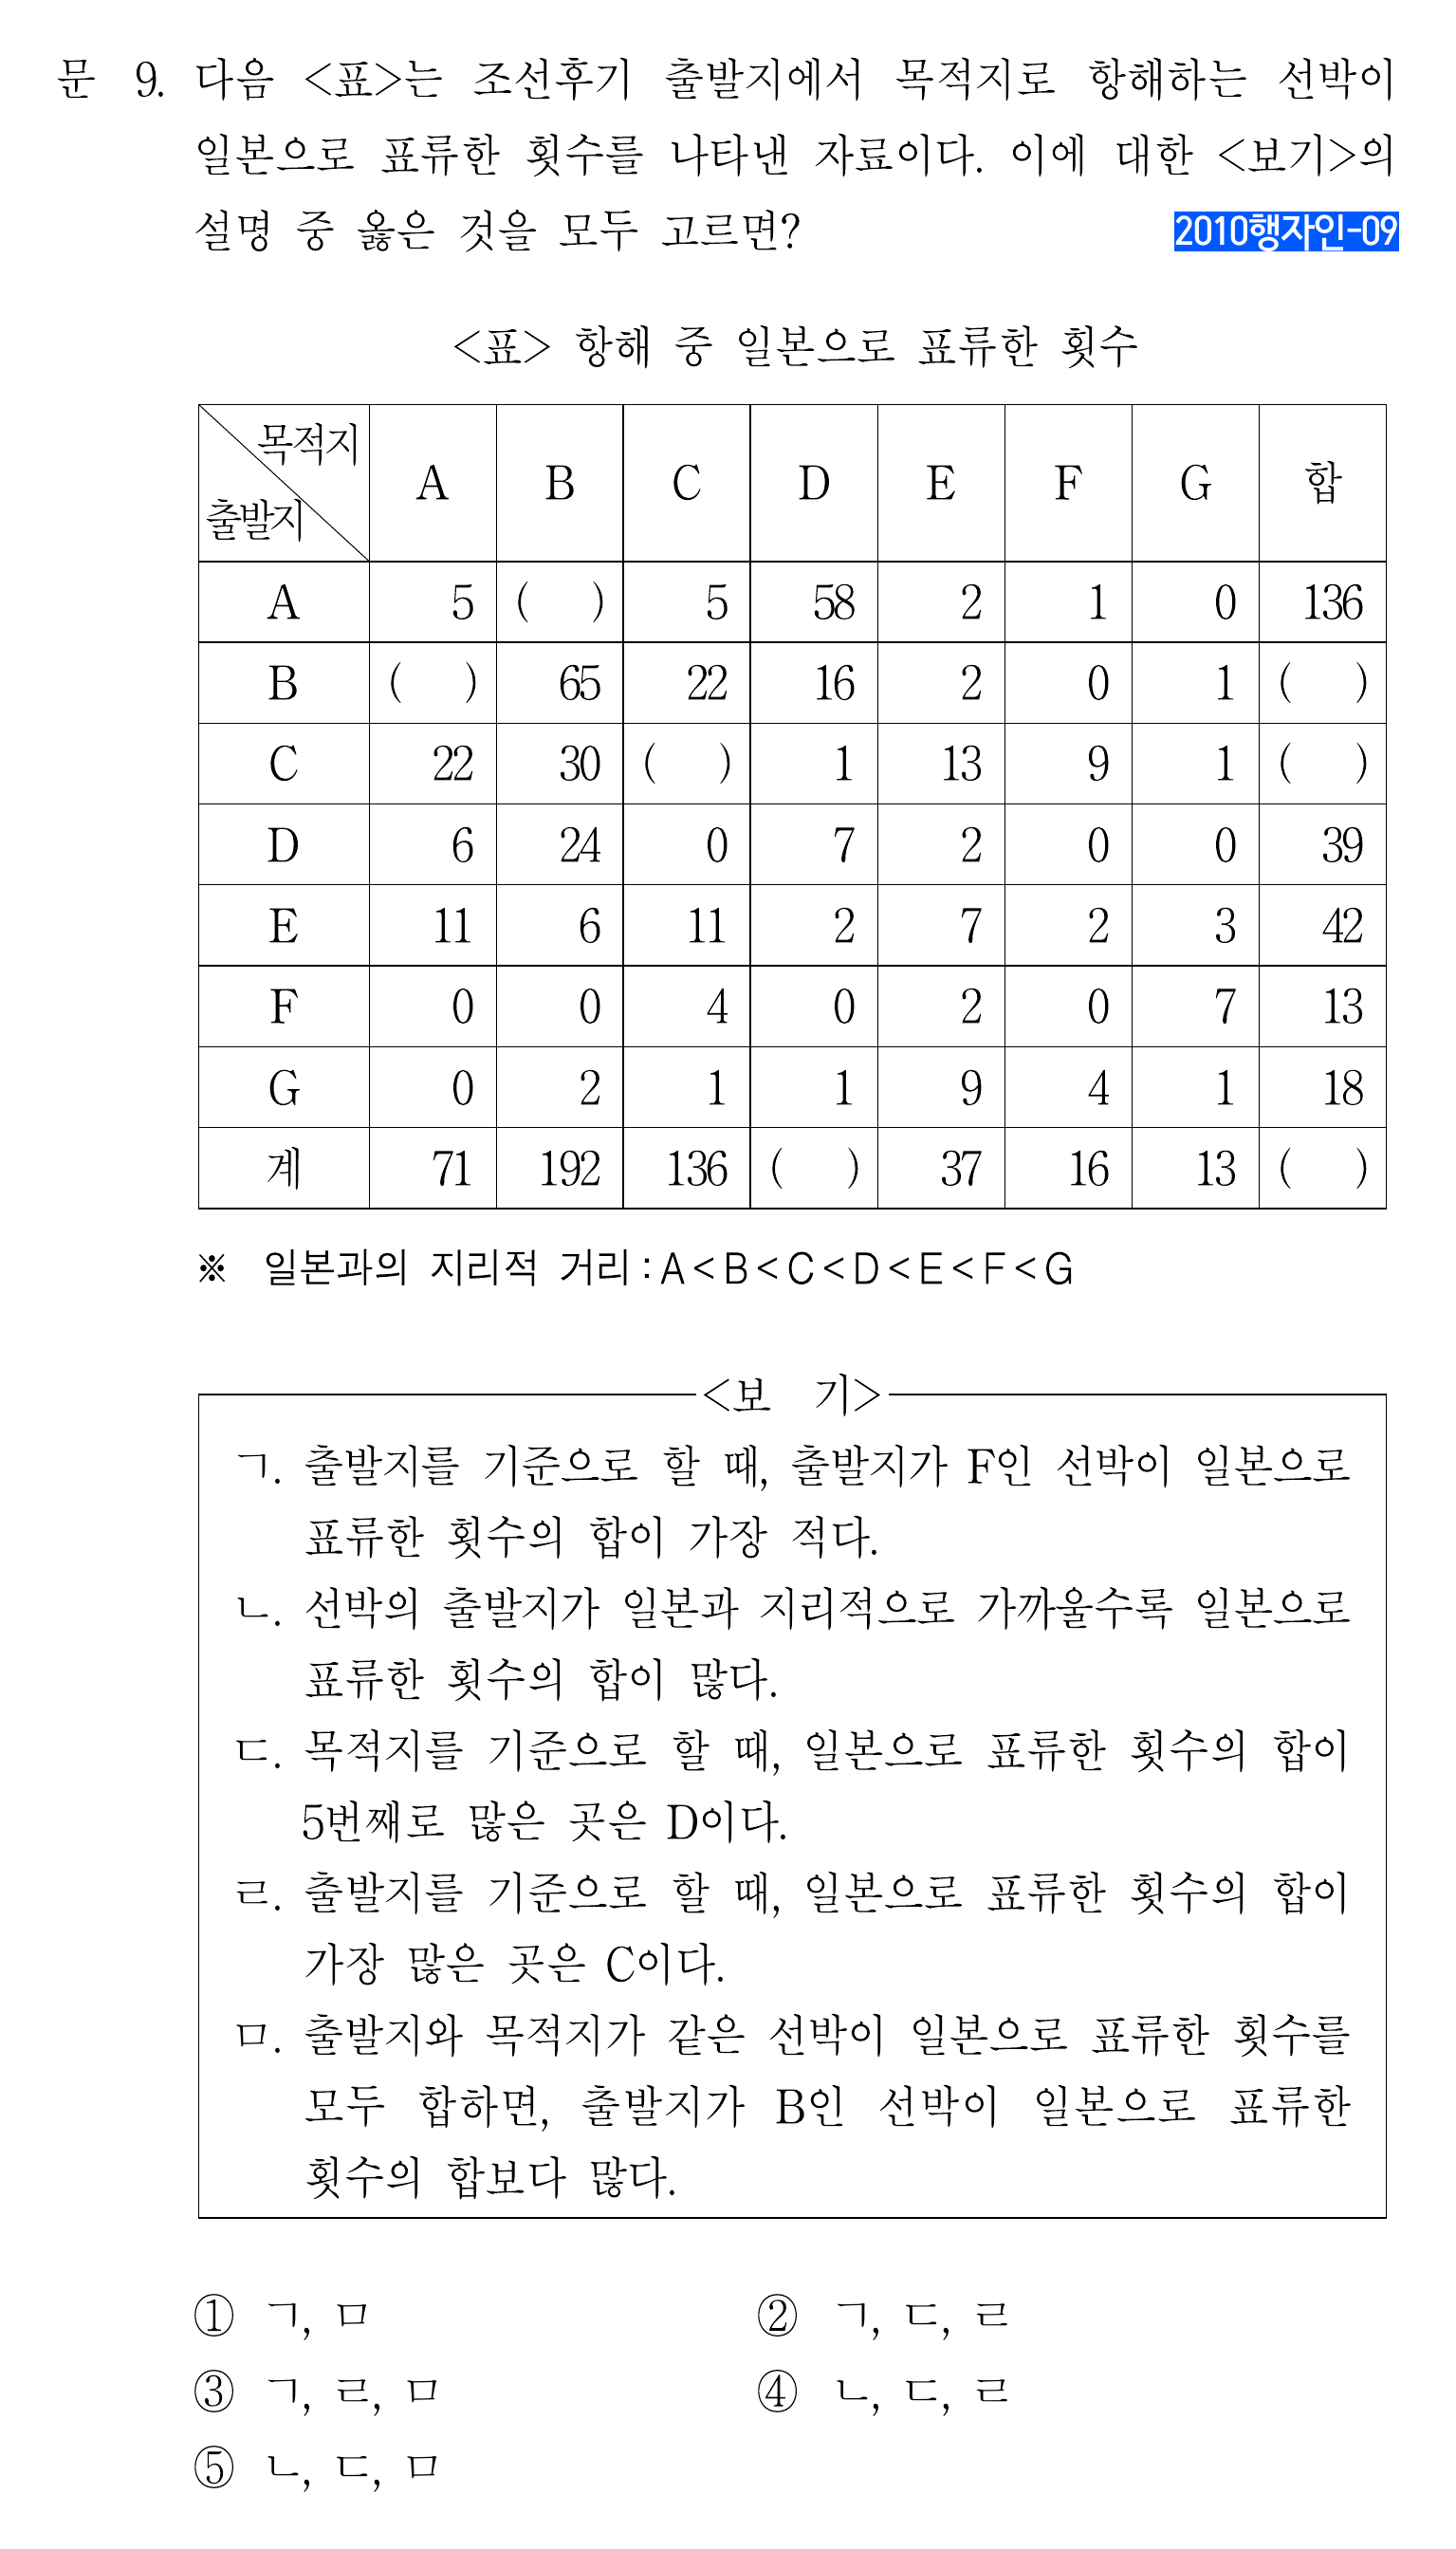 문 9. 다음 <표>는 조선후기 출발지에서 목적지로 항해하는 선박이
일본으로 표류한 횟수를 나타낸 자료이다. 이에 대한 <보기>의
설명 중 옳은 것을 모두 고르면? 2010행자인-09
<표> 항해 중 일본으로 표류한 횟수
목적지
출발지 A B C D E F G 합
A 5 ( ) 5 58 2 1 0 136
B ( ) 65 22 16 2 0 1 ( )
C 22 30 ( ) 1 13 9 1 ( )
D 6 24 0 7 2 0 0 39
E 11 6 11 2 7 2 3 42
F 0 0 4 0 2 0 7 13
G 0 2 1 1 9 4 1 18
계 71 192 136 ( ) 37 16 13 ( )
※ 일본과의 지리적 거리 : A < B < C < D < E < F < G
<보 기>
ㄱ. 출발지를 기준으로 할 때, 출발지가 F인 선박이 일본으로
표류한 횟수의 합이 가장 적다.
ㄴ. 선박의 출발지가 일본과 지리적으로 가까울수록 일본으로
표류한 횟수의 합이 많다.
ㄷ. 목적지를 기준으로 할 때, 일본으로 표류한 횟수의 합이
5번째로 많은 곳은 D이다.
ㄹ. 출발지를 기준으로 할 때, 일본으로 표류한 횟수의 합이
가장 많은 곳은 C이다.
ㅁ. 출발지와 목적지가 같은 선박이 일본으로 표류한 횟수를
모두 합하면, 출발지가 B인 선박이 일본으로 표류한
횟수의 합보다 많다.
① ㄱ, ㅁ ② ㄱ, ㄷ, ㄹ
③ ㄱ, ㄹ, ㅁ ④ ㄴ, ㄷ, ㄹ
⑤ ㄴ, ㄷ, ㅁ